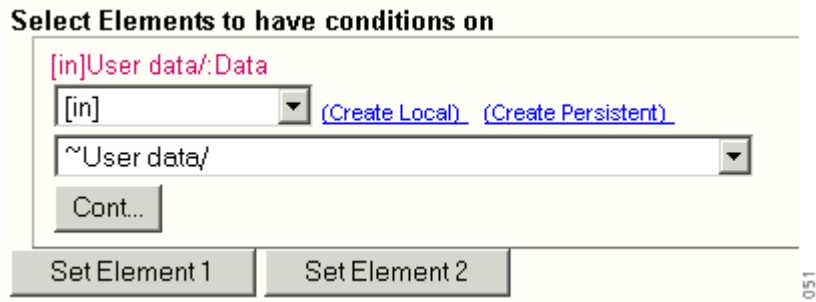 Select Elements to have conditions on
[in]User data/:Data
[in] (Create Local) (Create Persistent)
~User data/
Cont...
Set Element 1 Set Element 2
051